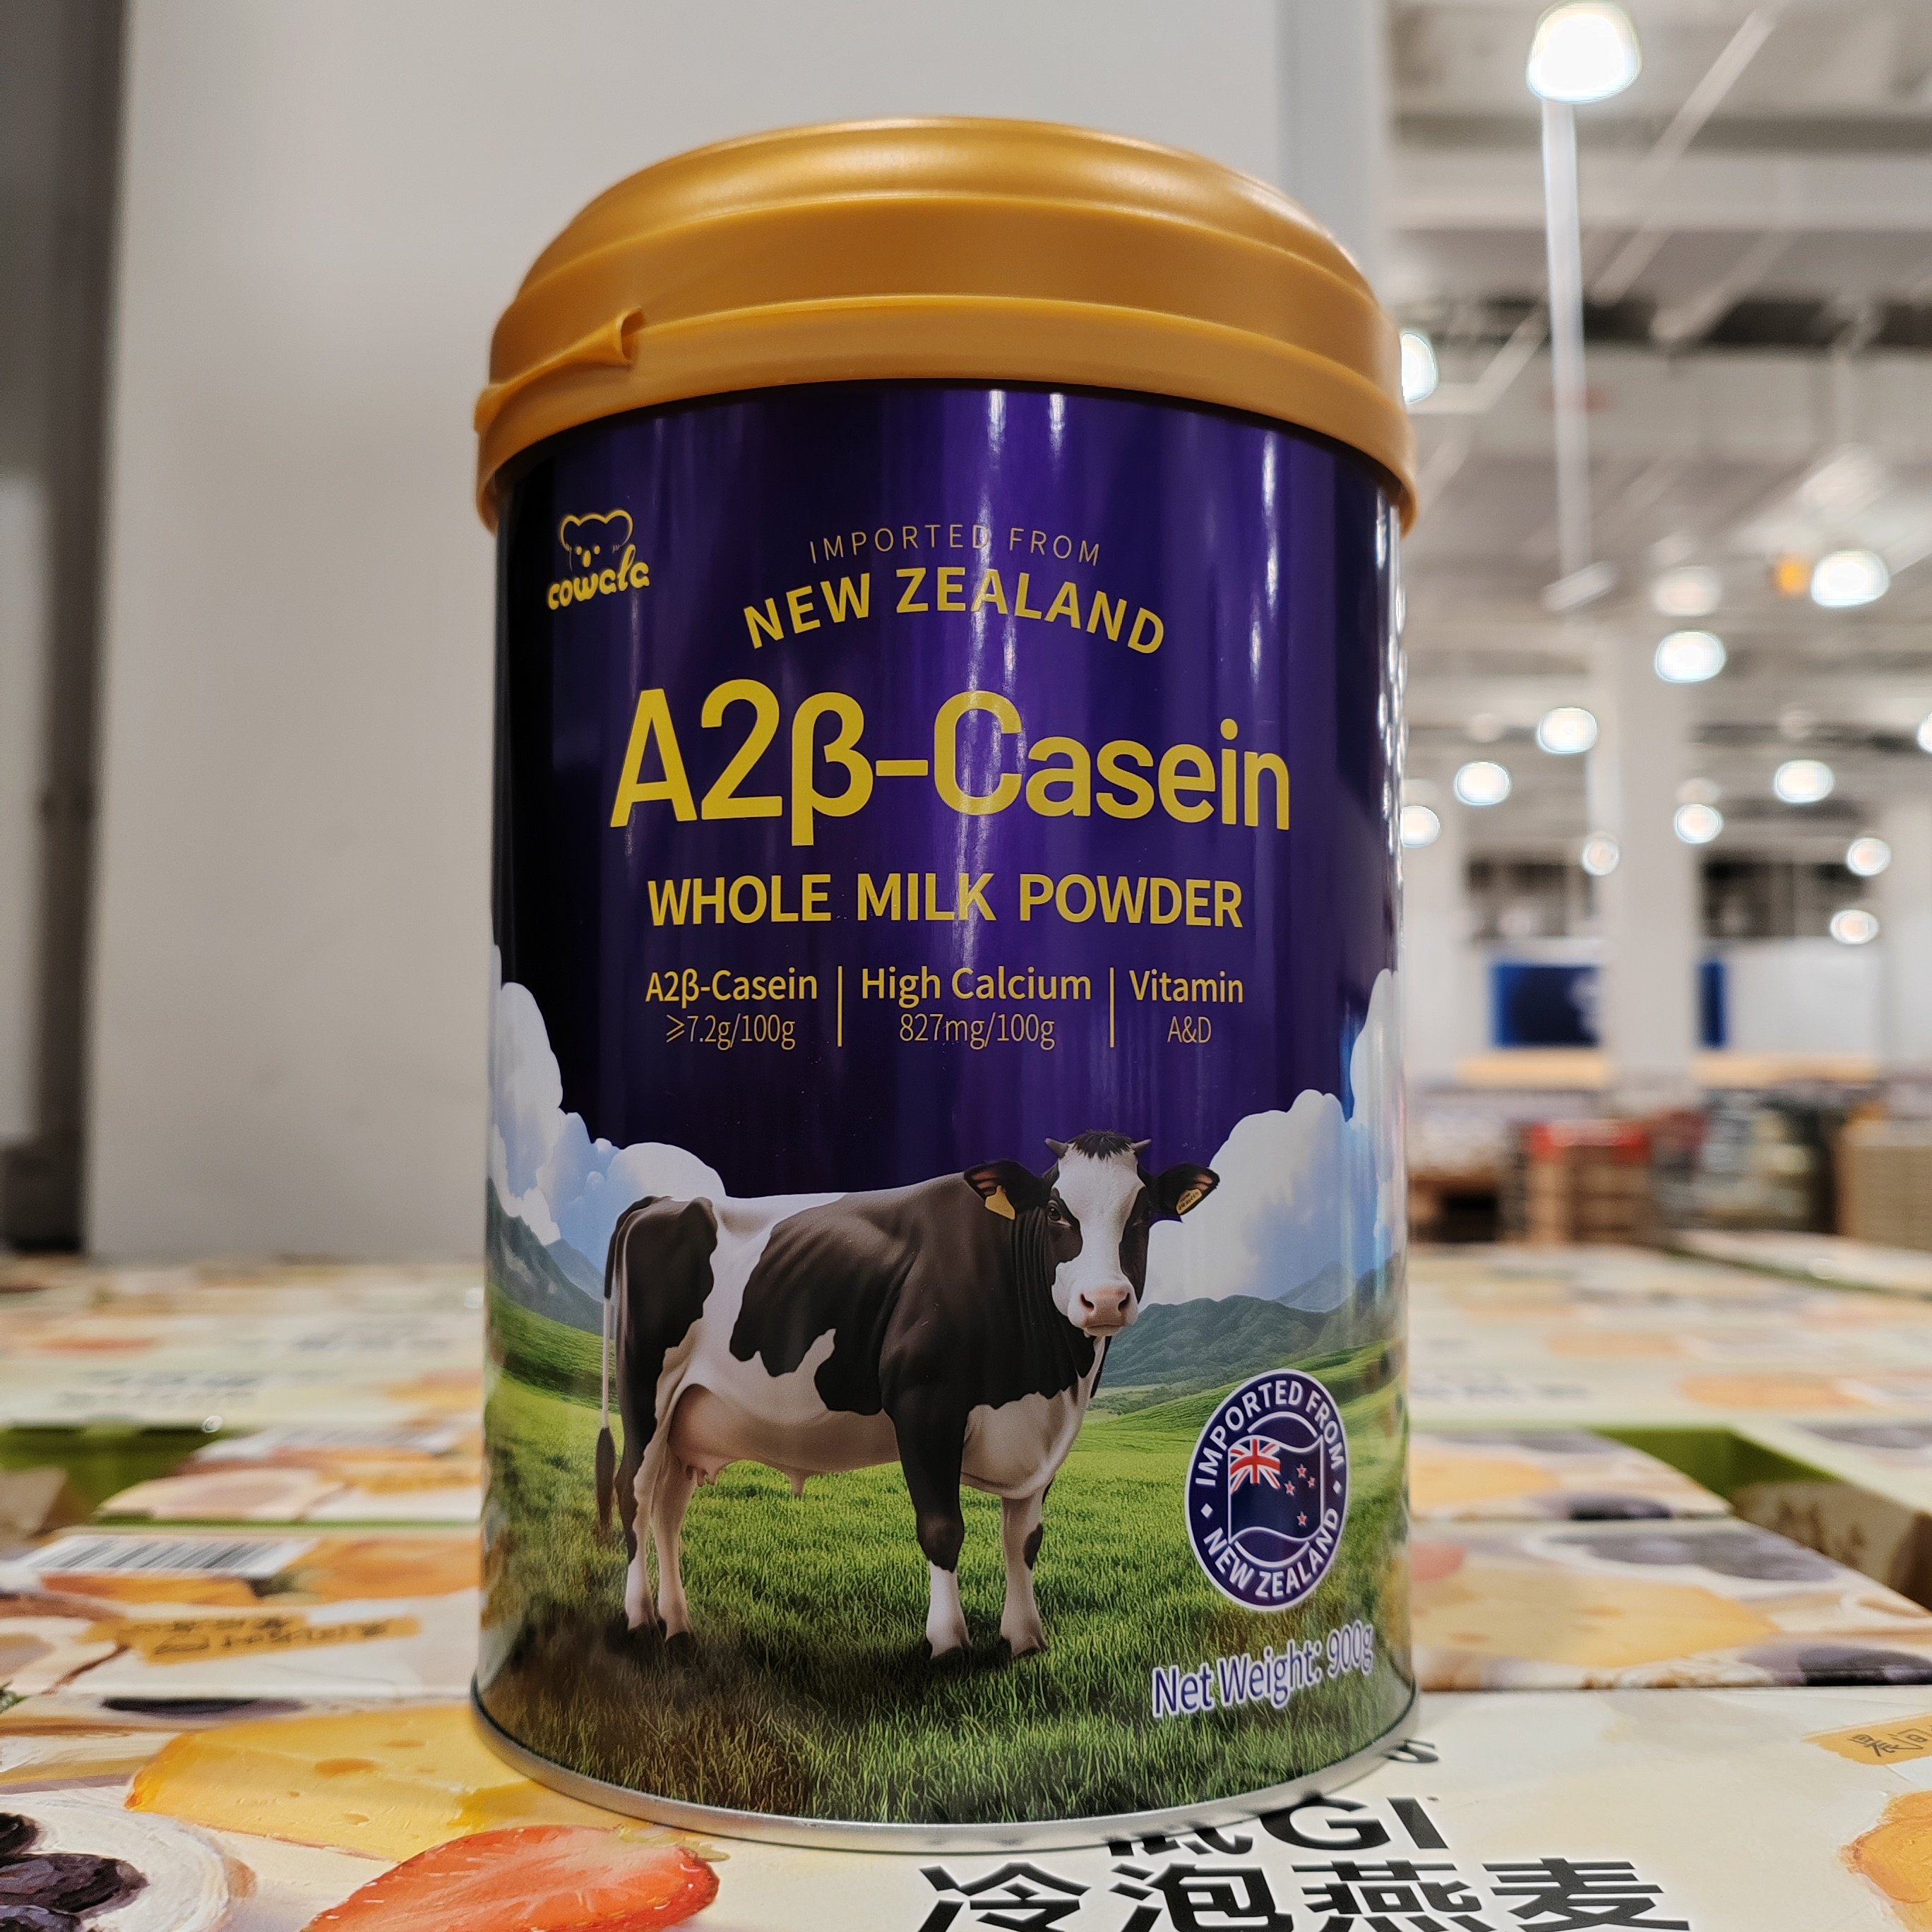 cowala
IMPORTED FROM
NEW ZEALAND
A2β-Casein
WHOLE MILK POWDER
A2β-Casein | High Calcium | Vitamin
≥7.2g/100g | 827mg/100g | A&D
IMPORTED FROM
NEW ZEALAND
Net Weight: 900g
GI
冷泡燕麦